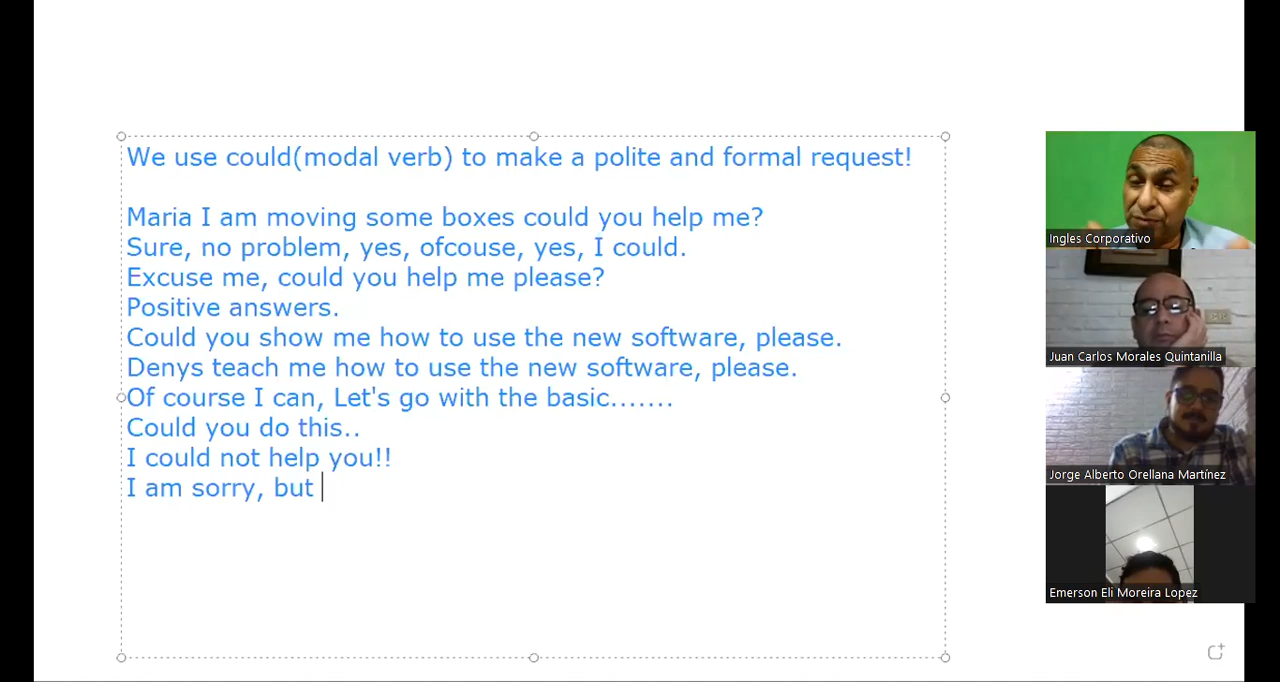 We use could(modal verb) to make a polite and formal request!
Maria I am moving some boxes could you help me?
Sure, no problem, yes, ofcouse, yes, I could.
Excuse me, could you help me please?
Positive answers.
Could you show me how to use the new software, please.
Denys teach me how to use the new software, please.
Of course I can, Let's go with the basic.......
Could you do this..
I could not help you!!
I am sorry, but
Ingles Corporativo
Juan Carlos Morales Quintanilla
Jorge Alberto Orellana Martínez
Emerson Eli Moreira Lopez